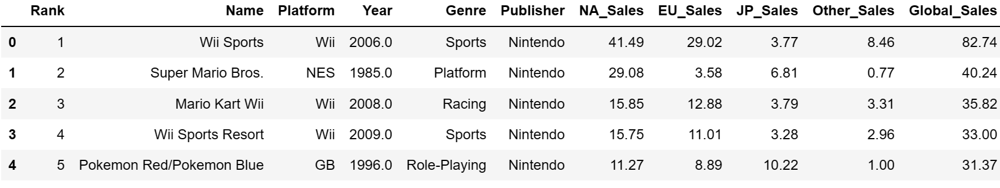 Rank Name Platform Year Genre Publisher NA_Sales EU_Sales JP_Sales Other_Sales Global_Sales
0 1 Wii Sports Wii 2006.0 Sports Nintendo 41.49 29.02 3.77 8.46 82.74
1 2 Super Mario Bros. NES 1985.0 Platform Nintendo 29.08 3.58 6.81 0.77 40.24
2 3 Mario Kart Wii Wii 2008.0 Racing Nintendo 15.85 12.88 3.79 3.31 35.82
3 4 Wii Sports Resort Wii 2009.0 Sports Nintendo 15.75 11.01 3.28 2.96 33.00
4 5 Pokemon Red/Pokemon Blue GB 1996.0 Role-Playing Nintendo 11.27 8.89 10.22 1.00 31.37